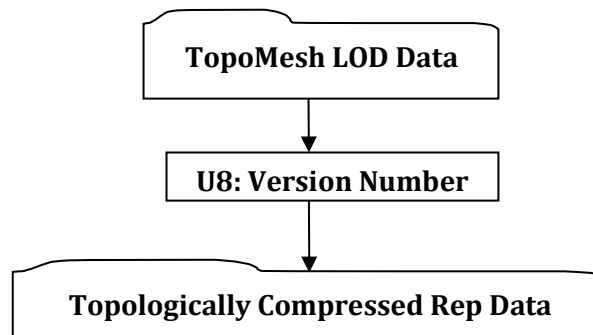 TopoMesh LOD Data
U8: Version Number
Topologically Compressed Rep Data